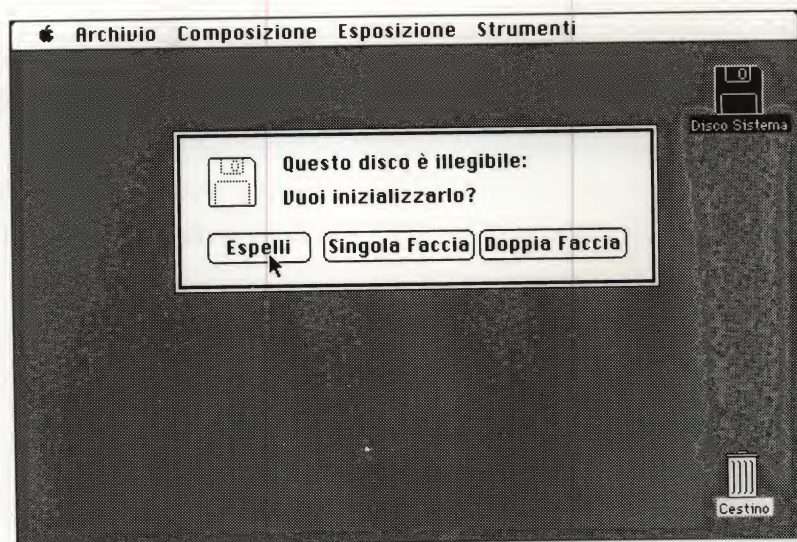 Archivio Composizione Esposizione Strumenti
Disco Sistema
Questo disco è illegibile:
Vuoi inizializzarlo?
Espelli Singola Faccia Doppia Faccia
Cestino